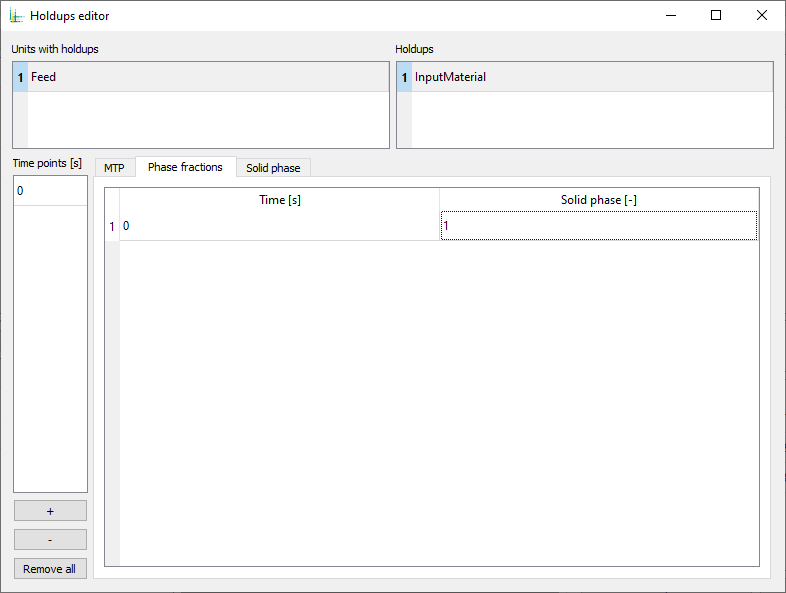 Holdups editor
Units with holdups
Holdups
1 Feed
1 InputMaterial
Time points [s]
MTP Phase fractions Solid phase
0
Time [s] Solid phase [-]
1 0 1
+
-
Remove all